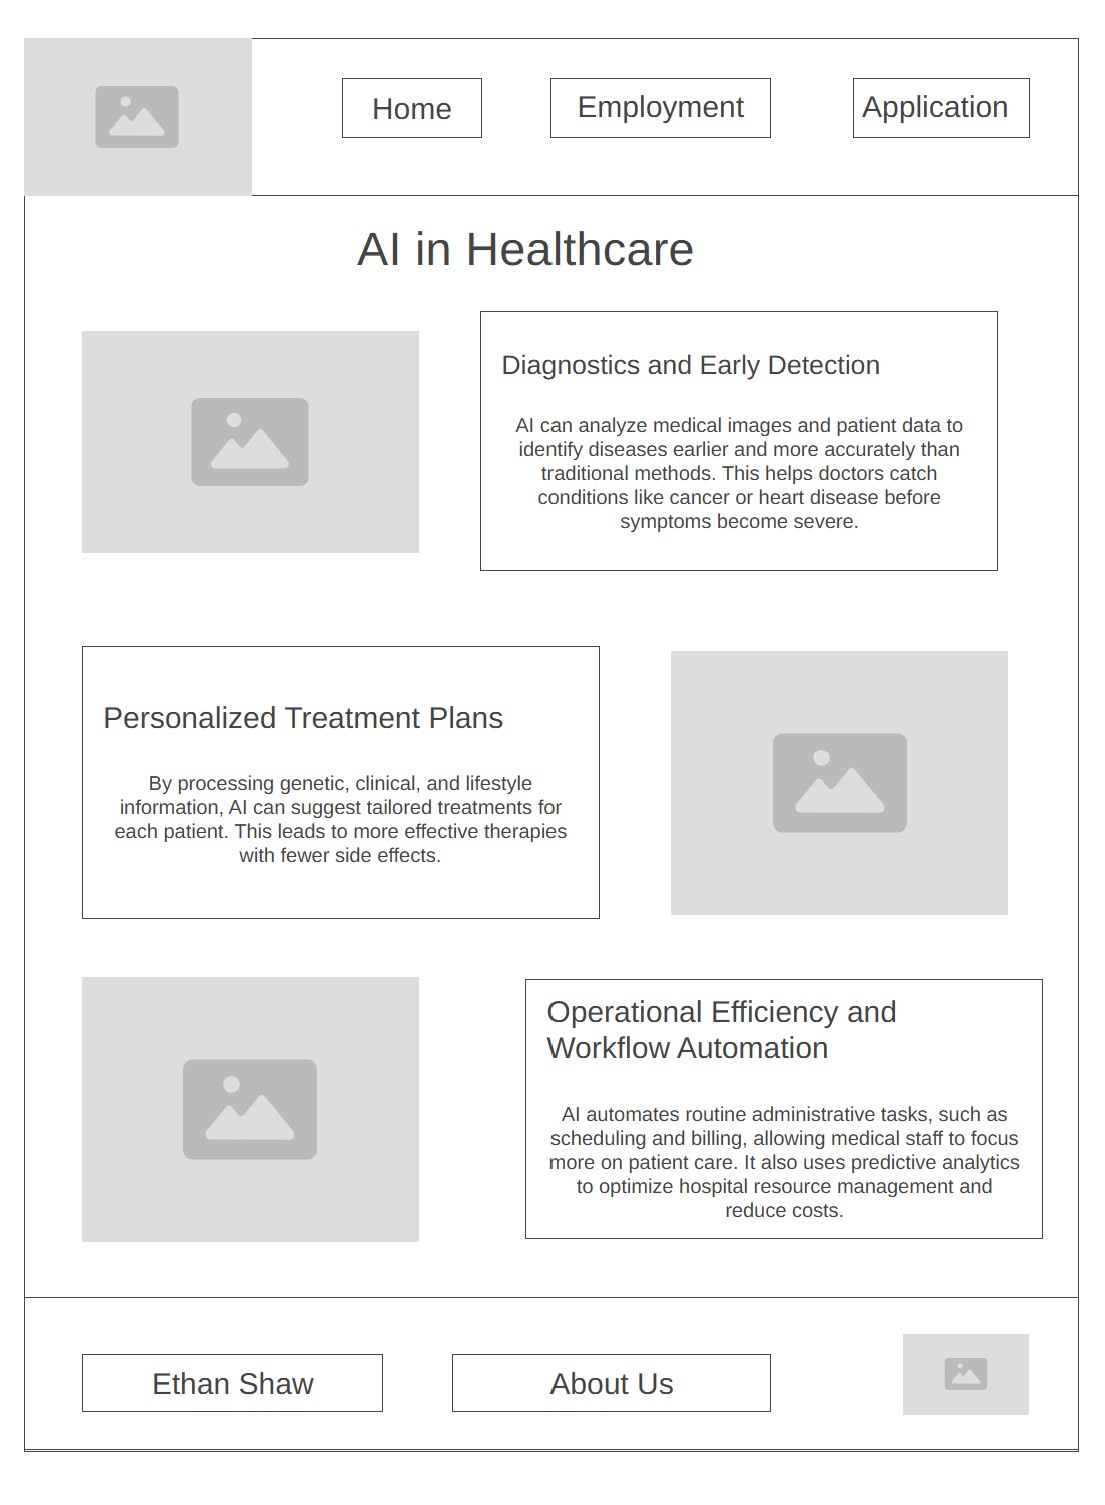 Home
Employment
Application
AI in Healthcare
Diagnostics and Early Detection
AI can analyze medical images and patient data to
identify diseases earlier and more accurately than
traditional methods. This helps doctors catch
conditions like cancer or heart disease before
symptoms become severe.
Personalized Treatment Plans
By processing genetic, clinical, and lifestyle
information, AI can suggest tailored treatments for
each patient. This leads to more effective therapies
with fewer side effects.
Operational Efficiency and
Workflow Automation
AI automates routine administrative tasks, such as
scheduling and billing, allowing medical staff to focus
more on patient care. It also uses predictive analytics
to optimize hospital resource management and
reduce costs.
Ethan Shaw
About Us